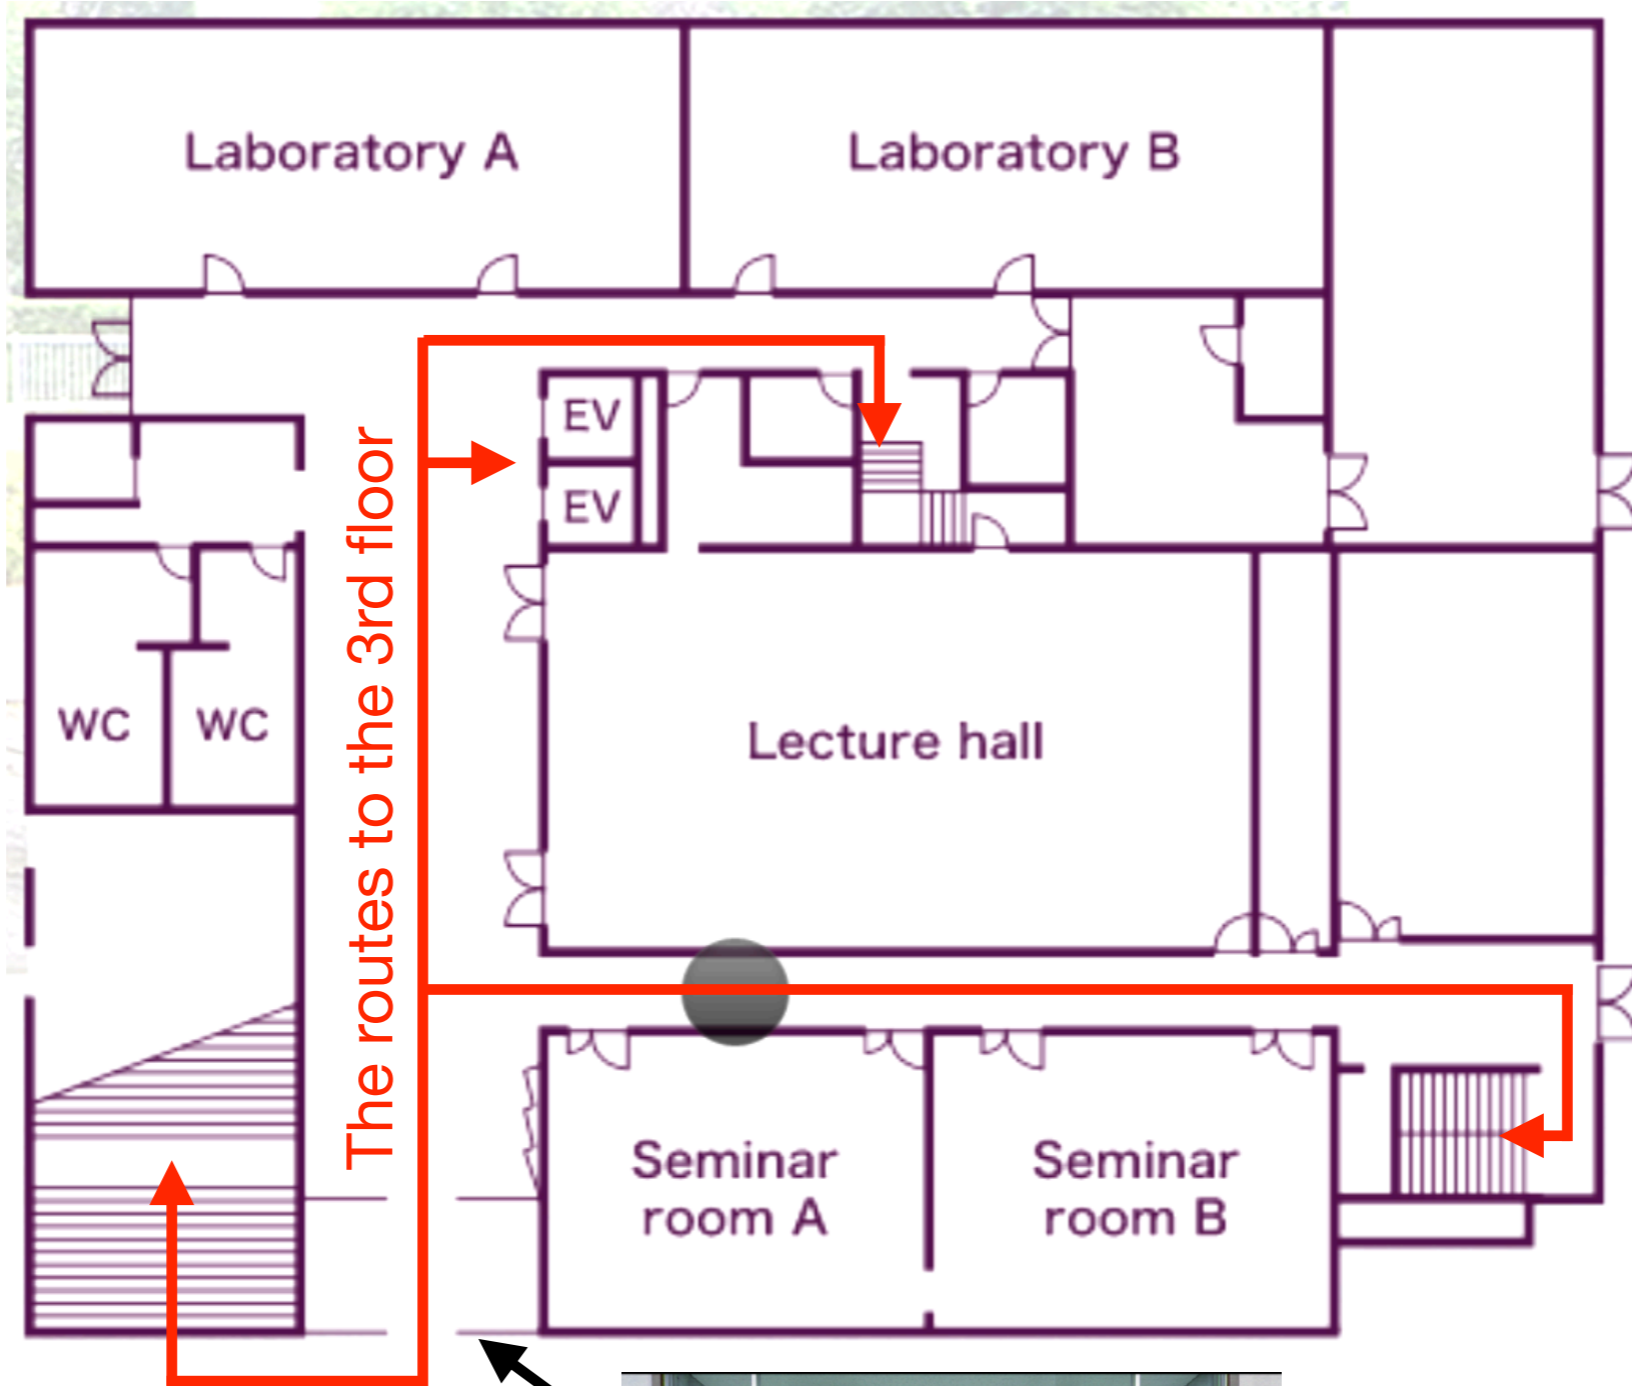 Laboratory A
Laboratory B
EV
EV
The routes to the 3rd floor
WC
WC
Lecture hall
Seminar
room A
Seminar
room B